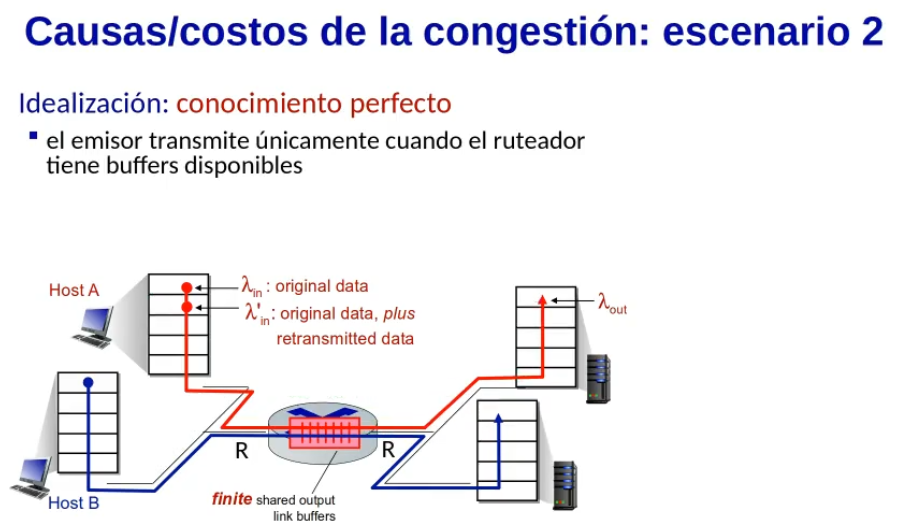 Causas/costos de la congestión: escenario 2
Idealización: conocimiento perfecto
el emisor transmite únicamente cuando el ruteador
tiene buffers disponibles
Host A
λin : original data
λ'in: original data, plus
retransmitted data
λout
R
R
Host B
finite shared output
link buffers